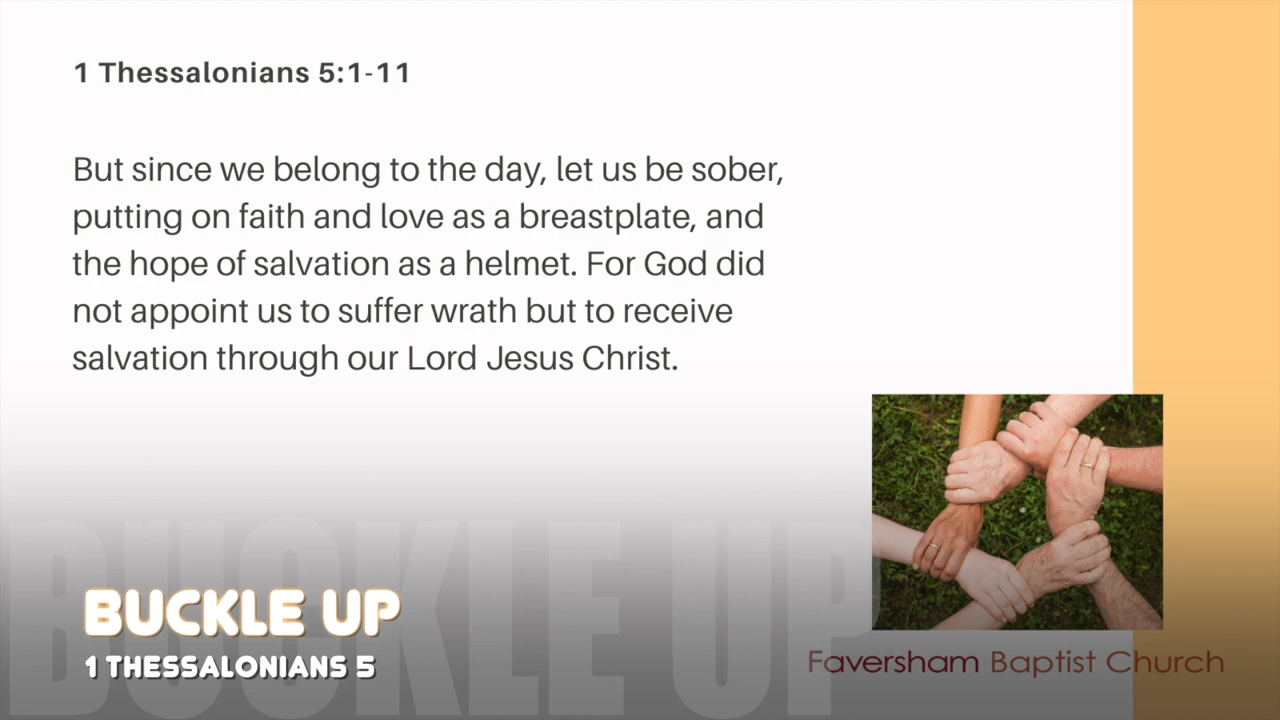 1 Thessalonians 5:1-11
But since we belong to the day, let us be sober,
putting on faith and love as a breastplate, and
the hope of salvation as a helmet. For God did
not appoint us to suffer wrath but to receive
salvation through our Lord Jesus Christ.
BUCKLE UP
BUCKLE UP
1 THESSALONIANS 5
Faversham Baptist Church